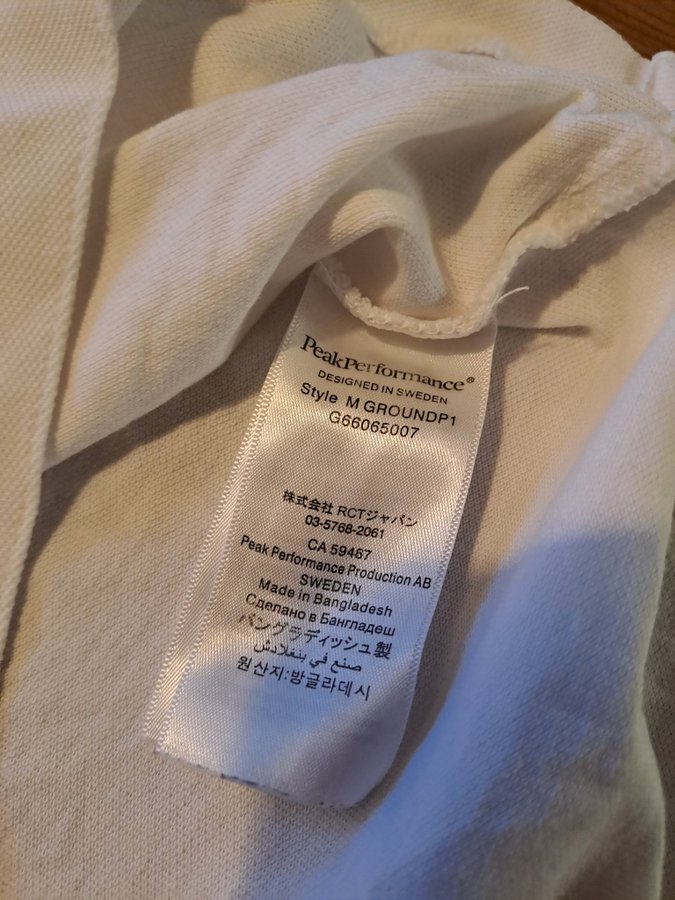 PeakPerformance®
DESIGNED IN SWEDEN
Style M GROUNDP1
G66065007
株式会社 RCTジャパン
03-5768-2061
CA 59467
Peak Performance Production AB
SWEDEN
Made in Bangladesh
Сделано в Бангладеш
バングラディッシュ製
صنع في بنغلادش
원산지:방글라데시